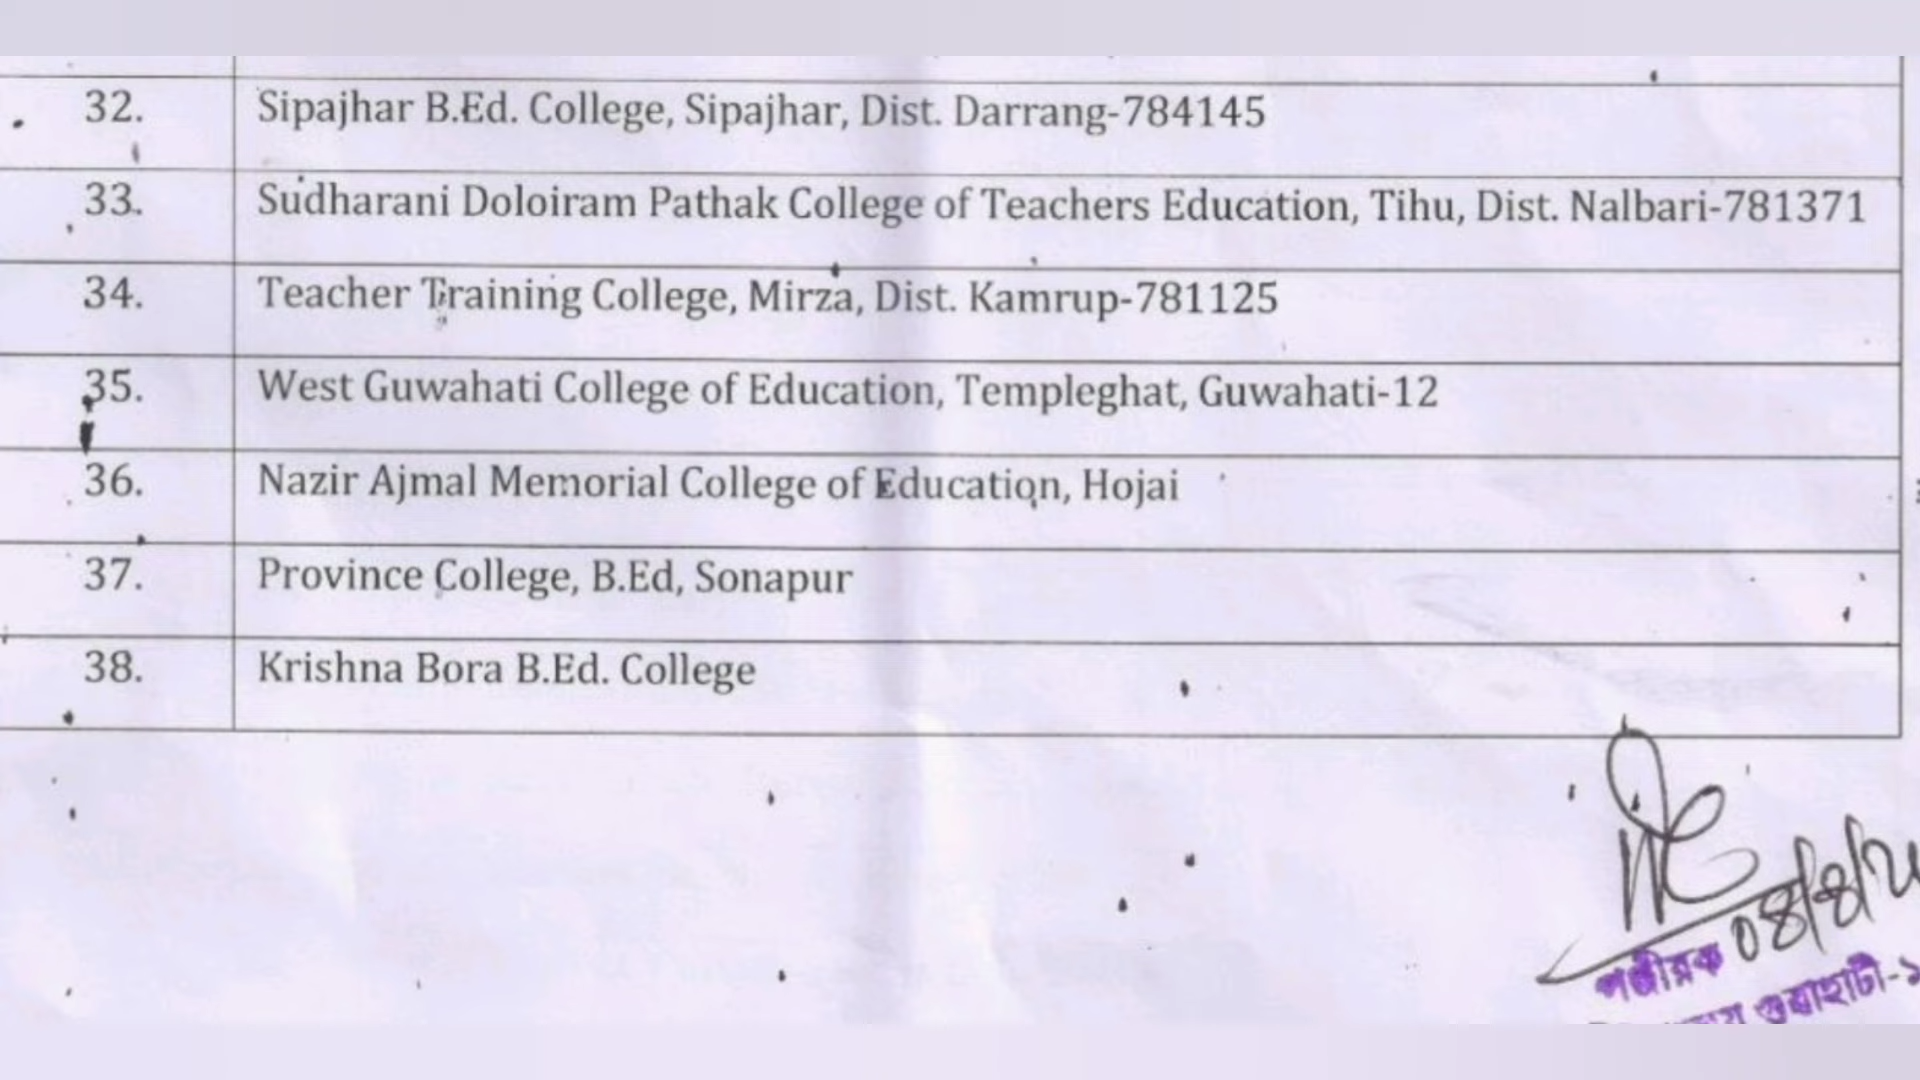 32. Sipajhar B.Ed. College, Sipajhar, Dist. Darrang-784145
33. Sudharani Doloiram Pathak College of Teachers Education, Tihu, Dist. Nalbari-781371
34. Teacher Training College, Mirza, Dist. Kamrup-781125
35. West Guwahati College of Education, Templeghat, Guwahati-12
36. Nazir Ajmal Memorial College of Education, Hojai
37. Province College, B.Ed, Sonapur
38. Krishna Bora B.Ed. College
পঞ্জীয়ক
গুৱাহাটী-১